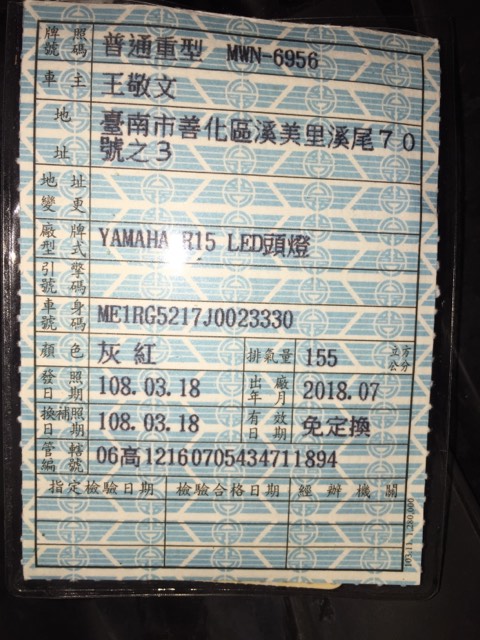 牌照號碼 普通重型 MWN-6956
車主 王敬文
地址 臺南市善化區溪美里溪尾70
號之3
地址變更
廠牌型式 YAMAHA R15 LED頭燈
引擎號碼
車身號碼 ME1RG5217J0023330
顏色 灰紅 排氣量 155 立方公分
發照日期 108.03.18 出廠年月 2018.07
換補照日期 108.03.18 有效日期 免定換
管轄編號 06高12160705434711894
指定檢驗日期 檢驗合格日期 經辦機關